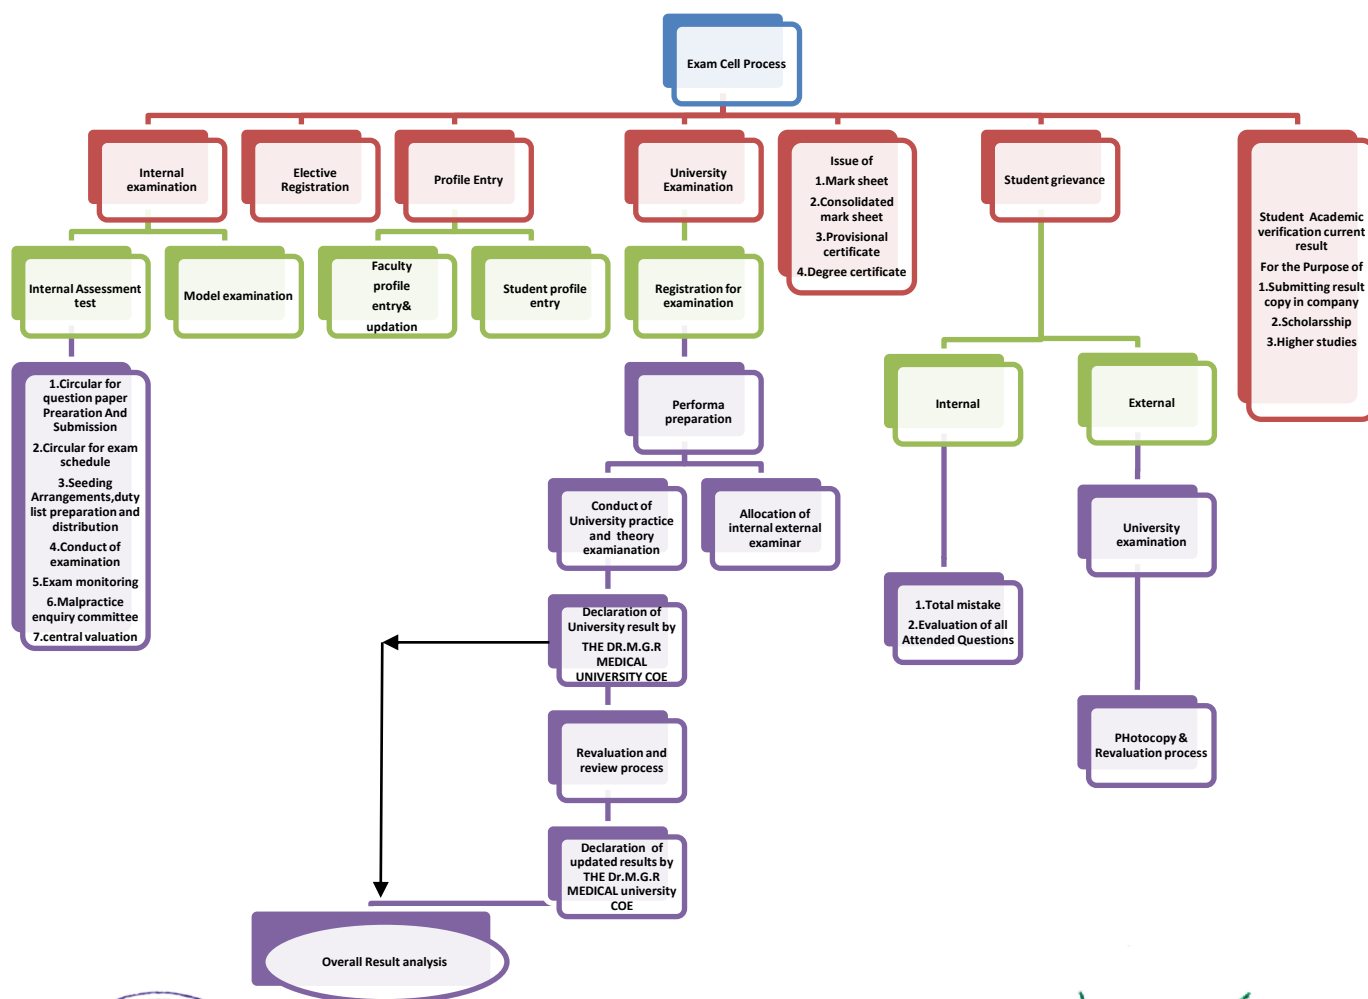 Exam Cell Process
Internal
examination
Elective
Registration
Profile Entry
University
Examination
Issue of
1.Mark sheet
2.Consolidated
mark sheet
3.Provisional
certificate
4.Degree certificate
Student grievance
Student  Academic
verification current
result
For the Purpose of
1.Submitting result
copy in company
2.Scholarsship
3.Higher studies
Internal Assessment
test
Model examination
Faculty
profile
entry&
updation
Student profile
entry
Registration for
examination
1.Circular for
question paper
Prearation And
Submission
2.Circular for exam
schedule
3.Seeding
Arrangements,duty
list preparation and
distribution
4.Conduct of
examination
5.Exam monitoring
6.Malpractice
enquiry committee
7.central valuation
Performa
preparation
Internal
External
Conduct of
University practice
and  theory
examianation
Allocation of
internal external
examinar
University
examination
Declaration of
University result by
THE DR.M.G.R
MEDICAL
UNIVERSITY COE
1.Total mistake
2.Evaluation of all
Attended Questions
Revaluation and
review process
PHotocopy &
Revaluation process
Declaration  of
updated results by
THE Dr.M.G.R
MEDICAL university
COE
Overall Result analysis